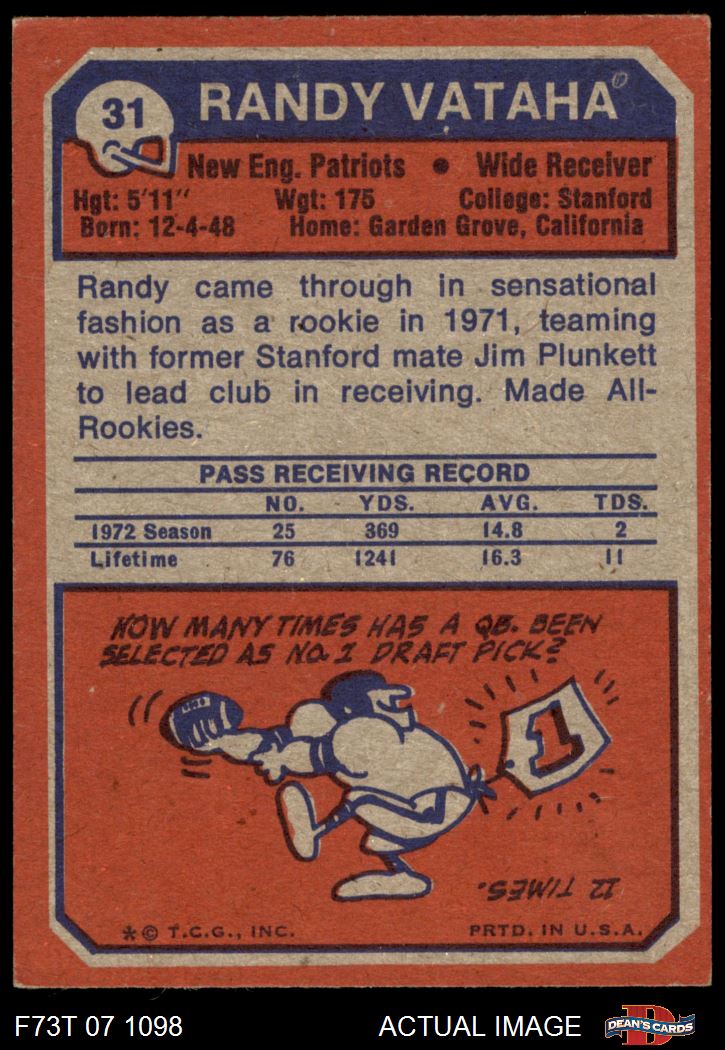 31
RANDY VATAHA
New Eng. Patriots • Wide Receiver
Hgt: 5'11" Wgt: 175 College: Stanford
Born: 12-4-48 Home: Garden Grove, California
Randy came through in sensational
fashion as a rookie in 1971, teaming
with former Stanford mate Jim Plunkett
to lead club in receiving. Made All-
Rookies.
PASS RECEIVING RECORD
NO. YDS. AVG. TDS.
1972 Season 25 369 14.8 2
Lifetime 76 1241 16.3 11
HOW MANY TIMES HAS A QB. BEEN
SELECTED AS NO. 1 DRAFT PICK?
1
12 TIMES.
*© T.C.G., INC. PRTD. IN U.S.A.
F73T 07 1098 ACTUAL IMAGE
D
DEAN'S CARDS